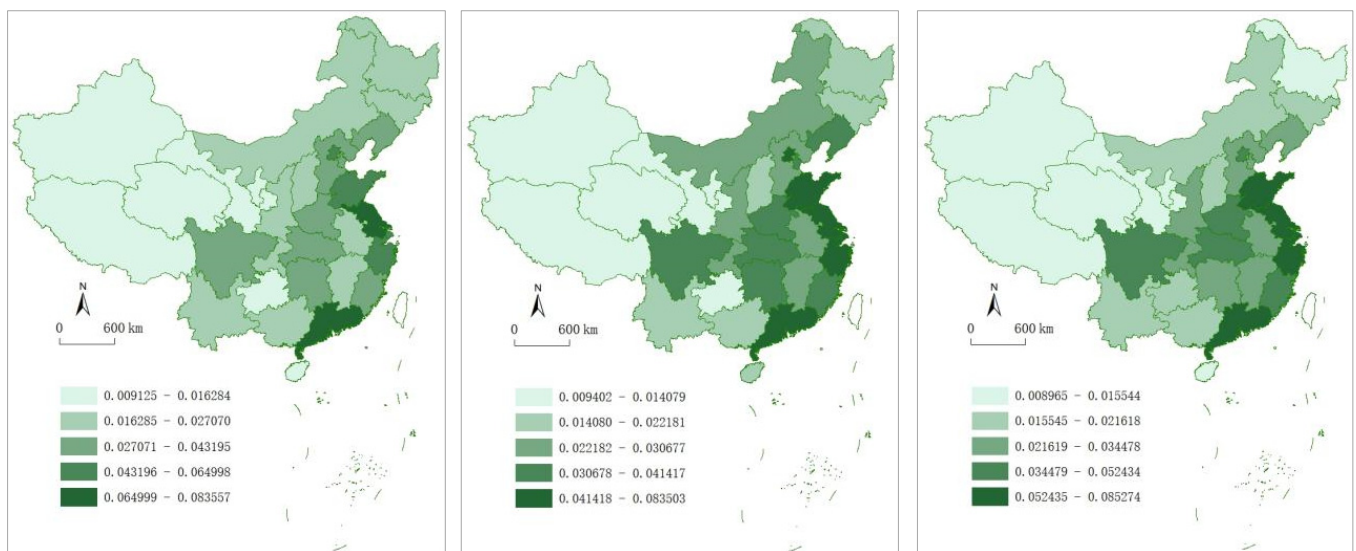 N
0 600 km
0.009125 - 0.016284
0.016285 - 0.027070
0.027071 - 0.043195
0.043196 - 0.064998
0.064999 - 0.083557
N
0 600 km
0.009402 - 0.014079
0.014080 - 0.022181
0.022182 - 0.030677
0.030678 - 0.041417
0.041418 - 0.083503
N
0 600 km
0.008965 - 0.015544
0.015545 - 0.021618
0.021619 - 0.034478
0.034479 - 0.052434
0.052435 - 0.085274